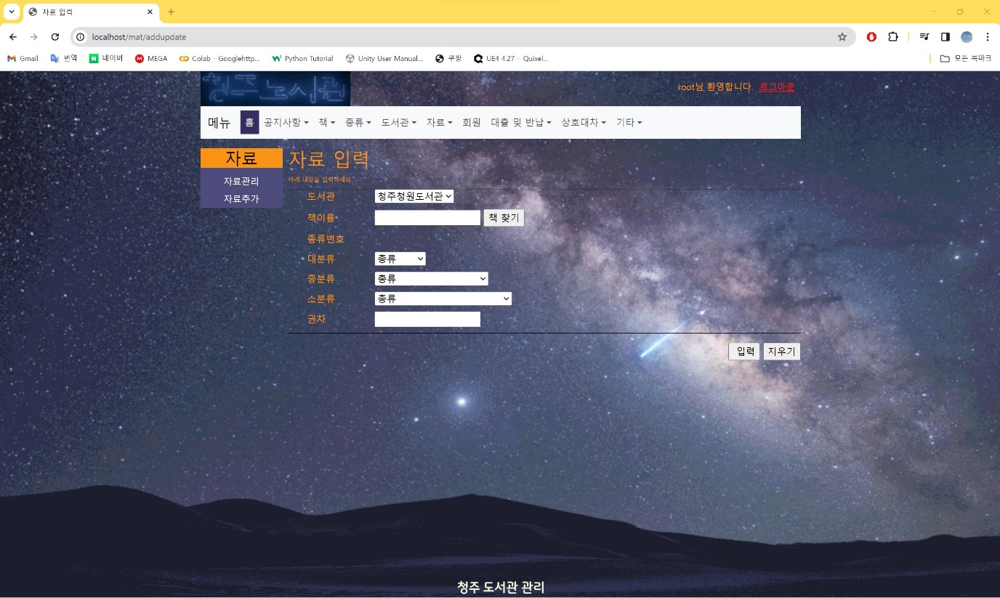 자료 입력
localhost/mat/addupdate
Gmail 번역 네이버 MEGA Colab - Googlehttp... Python Tutorial Unity User Manual... 쿠팡 UE4 4.27 – Quixel... 모든 북마크
청주도서관
root님 환영합니다. 로그아웃
메뉴 홈 공지사항 책 종류 도서관 자료 회원 대출 및 반납 상호대차 기타
자료
자료관리
자료추가
자료 입력
아래 내용을 입력하세요.
도서관 청주청원도서관
책이름 책 찾기
종류번호
대분류 종류
중분류 종류
소분류 종류
권차
입력 지우기
청주 도서관 관리